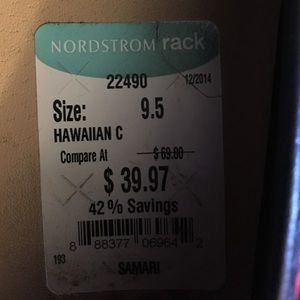 NORDSTROM rack
22490 12/2014
Size: 9.5
HAWAIIAN C
Compare At $ 69.00
$ 39.97
42% Savings
8 88377 06964 2
193
SAMARI